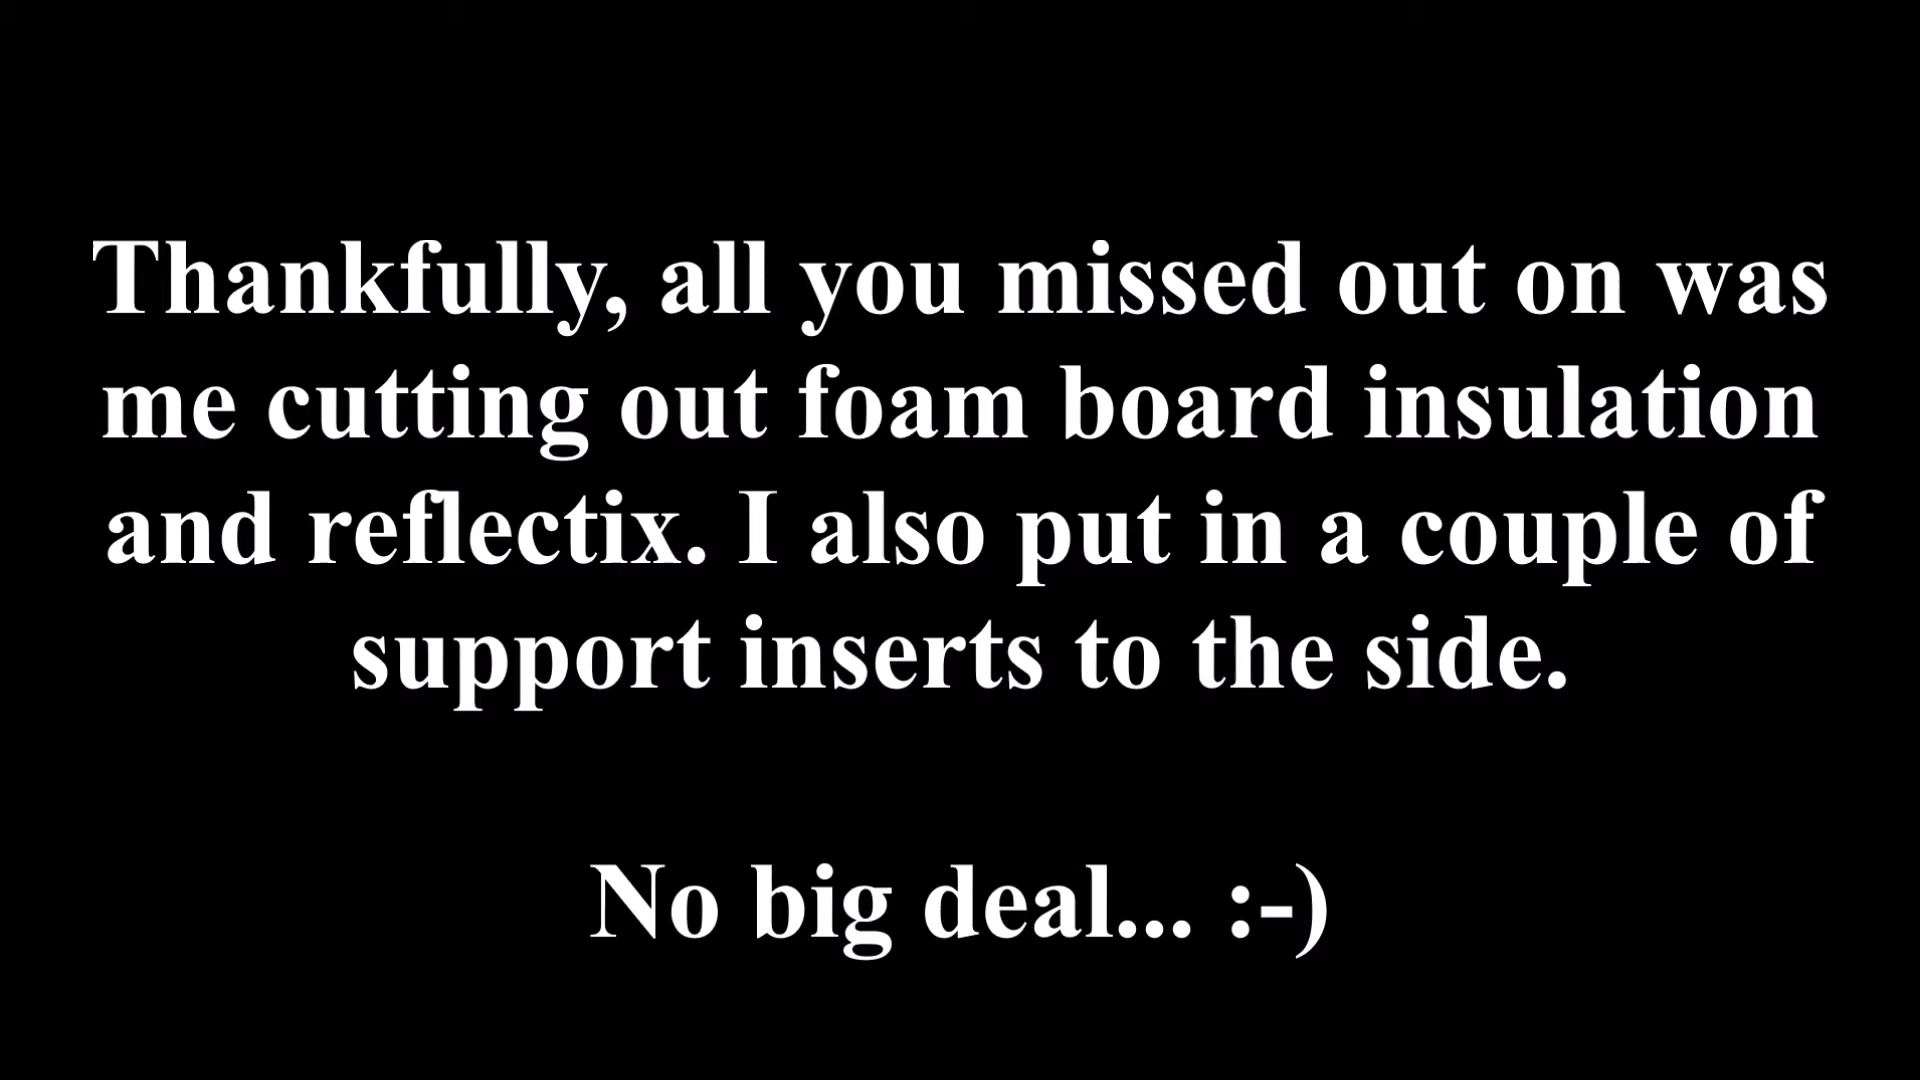 Thankfully, all you missed out on was
me cutting out foam board insulation
and reflectix. I also put in a couple of
support inserts to the side.
No big deal... :-)